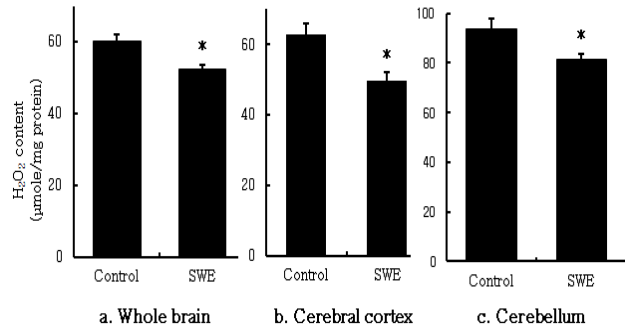 H₂O₂ content
(μmole/mg protein)
60
40
20
0
*
Control SWE
a. Whole brain
60
40
20
0
*
Control SWE
b. Cerebral cortex
100
80
60
40
20
0
*
Control SWE
c. Cerebellum